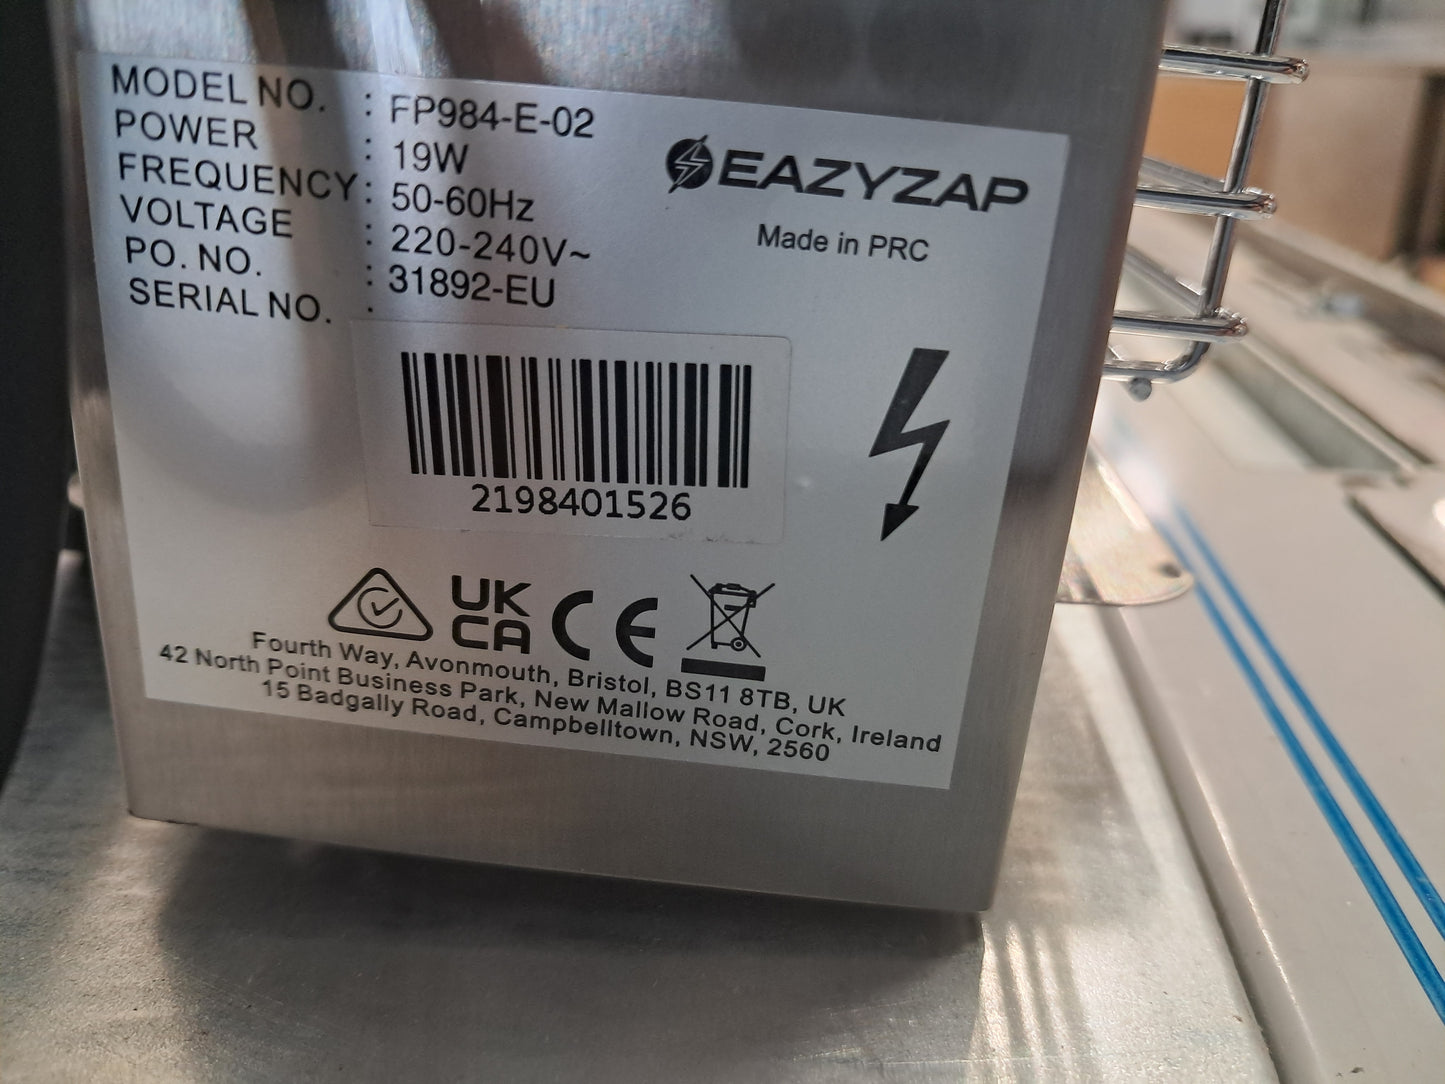 MODEL NO. : FP984-E-02
POWER : 19W
FREQUENCY : 50-60Hz
VOLTAGE : 220-240V~
PO. NO. : 31892-EU
SERIAL NO. :
EAZYZAP
Made in PRC
2198401526
UK
CA
CE
Fourth Way, Avonmouth, Bristol, BS11 8TB, UK
42 North Point Business Park, New Mallow Road, Cork, Ireland
15 Badgally Road, Campbelltown, NSW, 2560